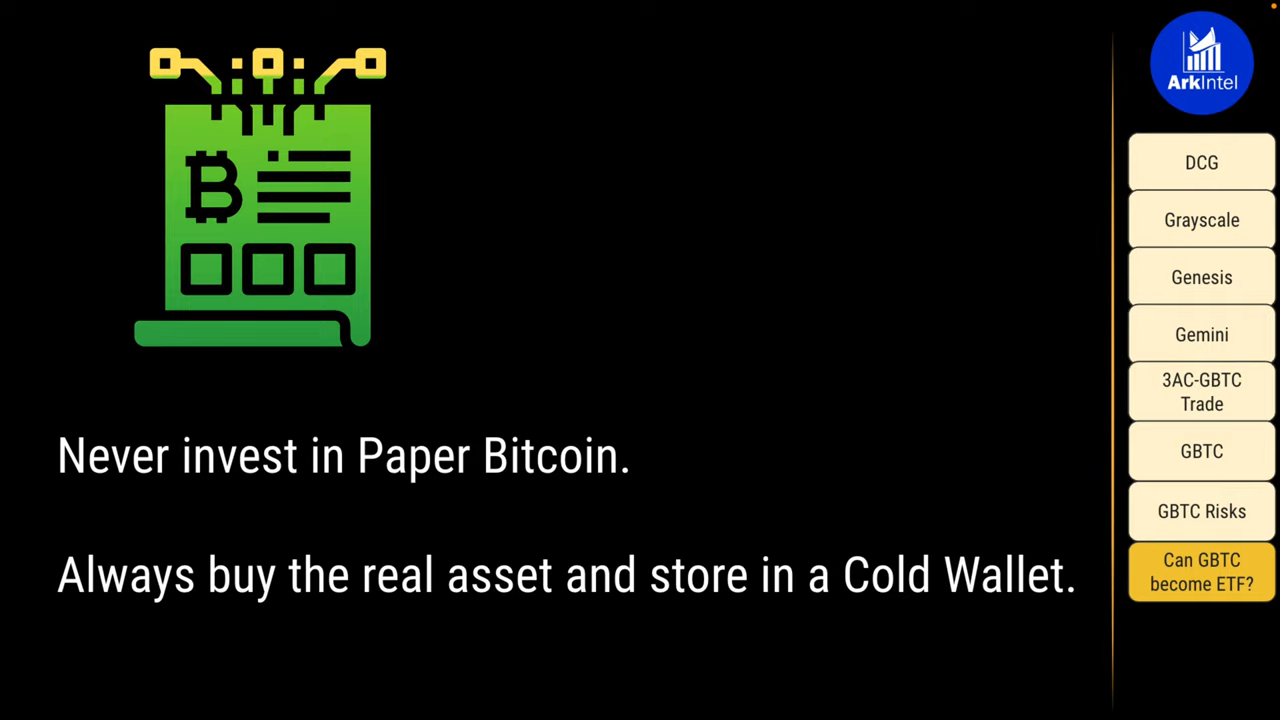 Never invest in Paper Bitcoin.
Always buy the real asset and store in a Cold Wallet.
ArkIntel
DCG
Grayscale
Genesis
Gemini
3AC-GBTC
Trade
GBTC
GBTC Risks
Can GBTC
become ETF?